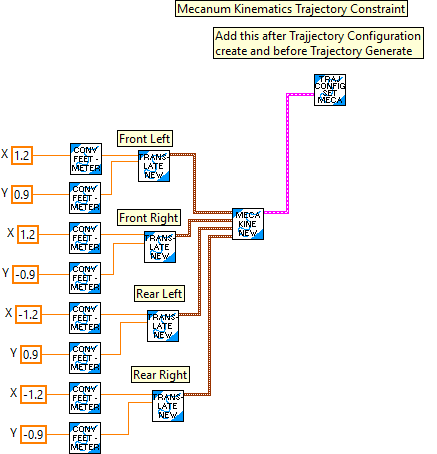 Mecanum Kinematics Trajectory Constraint
Add this after Trajjectory Configuration
create and before Trajectory Generate
TRAJ
CONFIG
SET
MECA
Front Left
X 1.2
CONV
FEET -
METER
TRANS-
LATE
NEW
Y 0.9
CONV
FEET -
METER
Front Right
X 1.2
CONV
FEET -
METER
TRANS-
LATE
NEW
MECA
KINE
NEW
Y -0.9
CONV
FEET -
METER
Rear Left
X -1.2
CONV
FEET -
METER
TRANS-
LATE
NEW
Y 0.9
CONV
FEET -
METER
Rear Right
X -1.2
CONV
FEET -
METER
TRANS-
LATE
NEW
Y -0.9
CONV
FEET -
METER